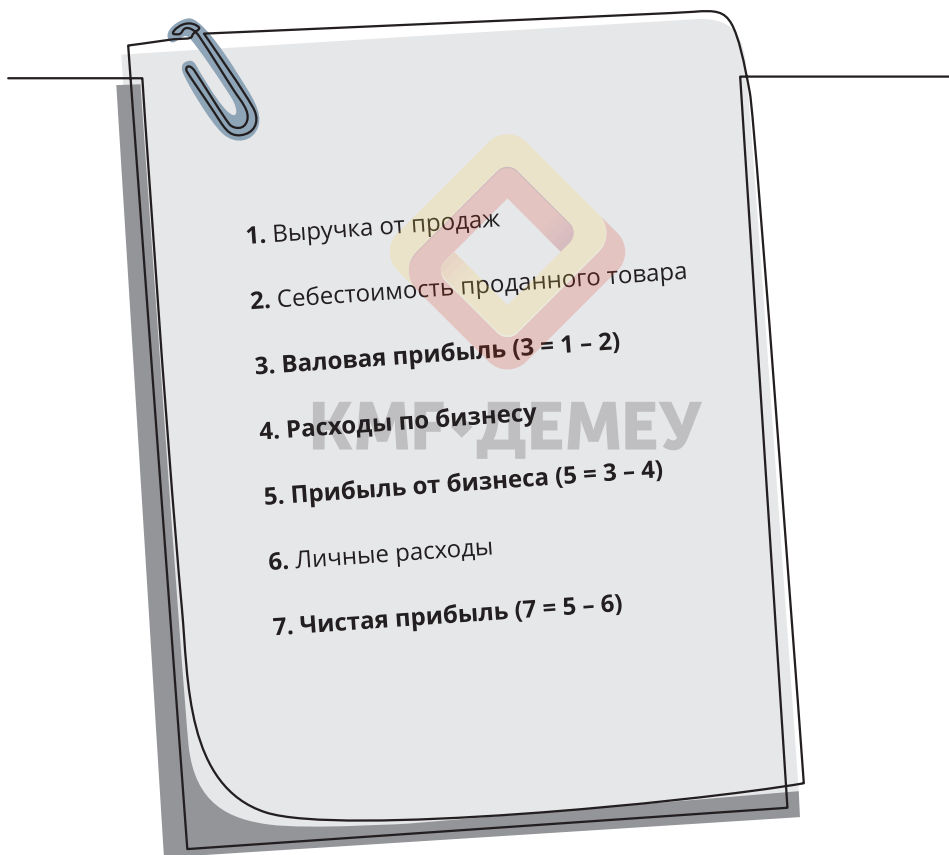 1. Выручка от продаж
2. Себестоимость проданного товара
3. Валовая прибыль (3 = 1 – 2)
4. Расходы по бизнесу
КМФ•ДЕМЕУ
5. Прибыль от бизнеса (5 = 3 – 4)
6. Личные расходы
7. Чистая прибыль (7 = 5 – 6)